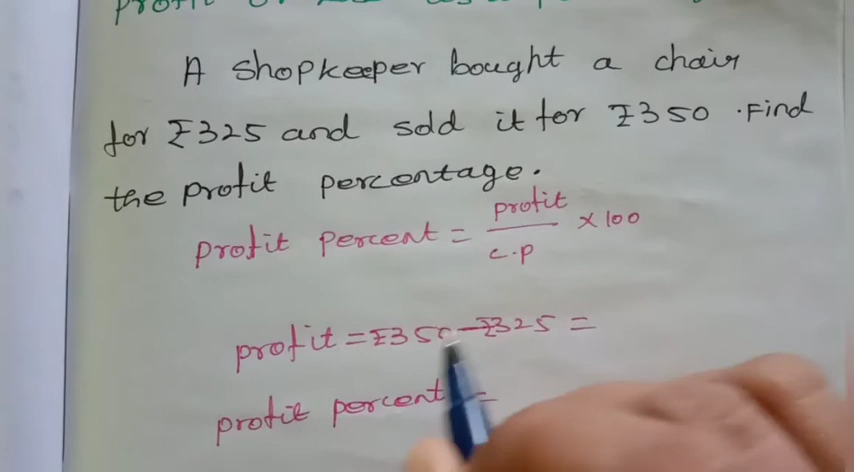 profit
A shopkeeper bought a chair
for ₹325 and sold it for ₹350 . Find
the profit percentage.
profit percent = profit/c.p × 100
profit = ₹350 - ₹325 =
profit percent =